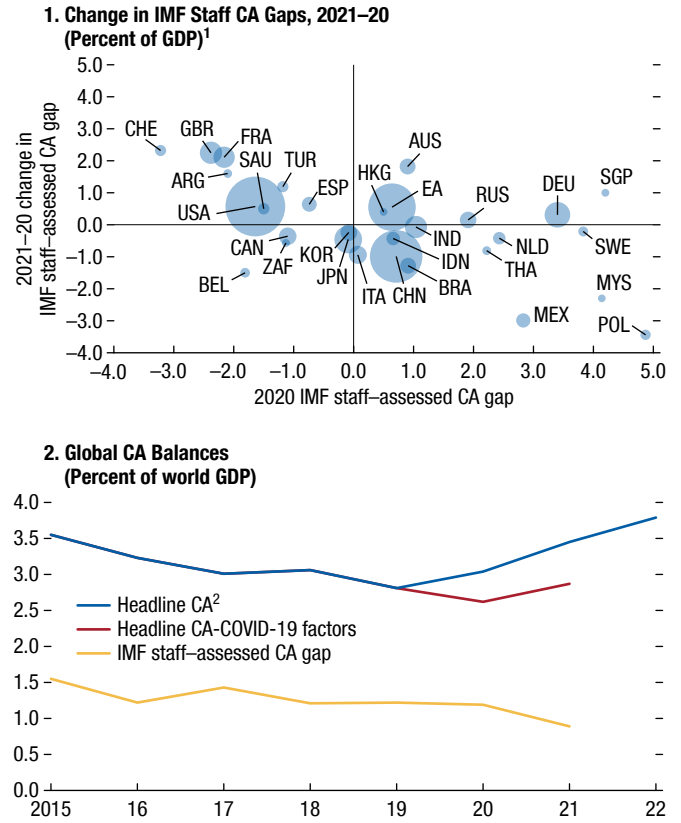 1. Change in IMF Staff CA Gaps, 2021–20
(Percent of GDP)¹
2021–20 change in
IMF staff–assessed CA gap
5.0
4.0
3.0
2.0
1.0
0.0
–1.0
–2.0
–3.0
–4.0
CHE
GBR
FRA
AUS
SAU
TUR
HKG
ARG
ESP
EA
RUS
DEU
SGP
USA
CAN
KOR
IND
NLD
SWE
ZAF
JPN
IDN
THA
BEL
ITA
CHN
BRA
MYS
MEX
POL
–4.0 –3.0 –2.0 –1.0 0.0 1.0 2.0 3.0 4.0 5.0
2020 IMF staff–assessed CA gap
2. Global CA Balances
(Percent of world GDP)
4.0
3.5
3.0
2.5
2.0
1.5
1.0
0.5
0.0
Headline CA²
Headline CA-COVID-19 factors
IMF staff–assessed CA gap
2015 16 17 18 19 20 21 22